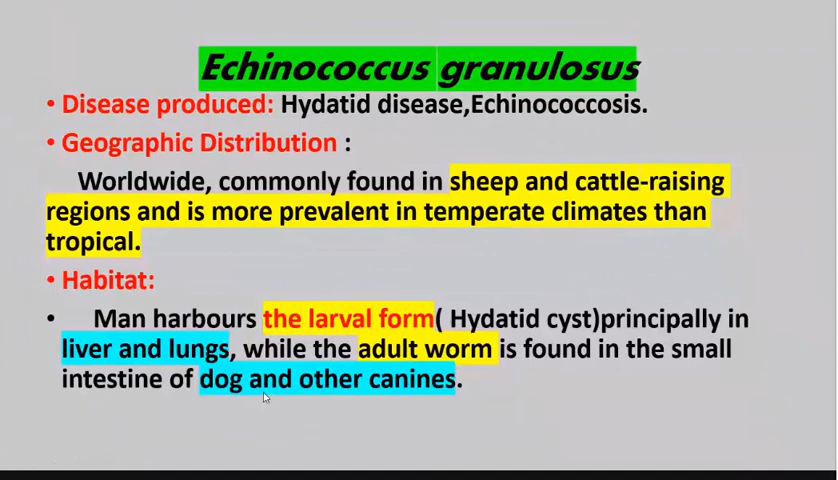 Echinococcus granulosus
• Disease produced: Hydatid disease,Echinococcosis.
• Geographic Distribution :
Worldwide, commonly found in sheep and cattle-raising
regions and is more prevalent in temperate climates than
tropical.
• Habitat:
• Man harbours the larval form( Hydatid cyst)principally in
liver and lungs, while the adult worm is found in the small
intestine of dog and other canines.